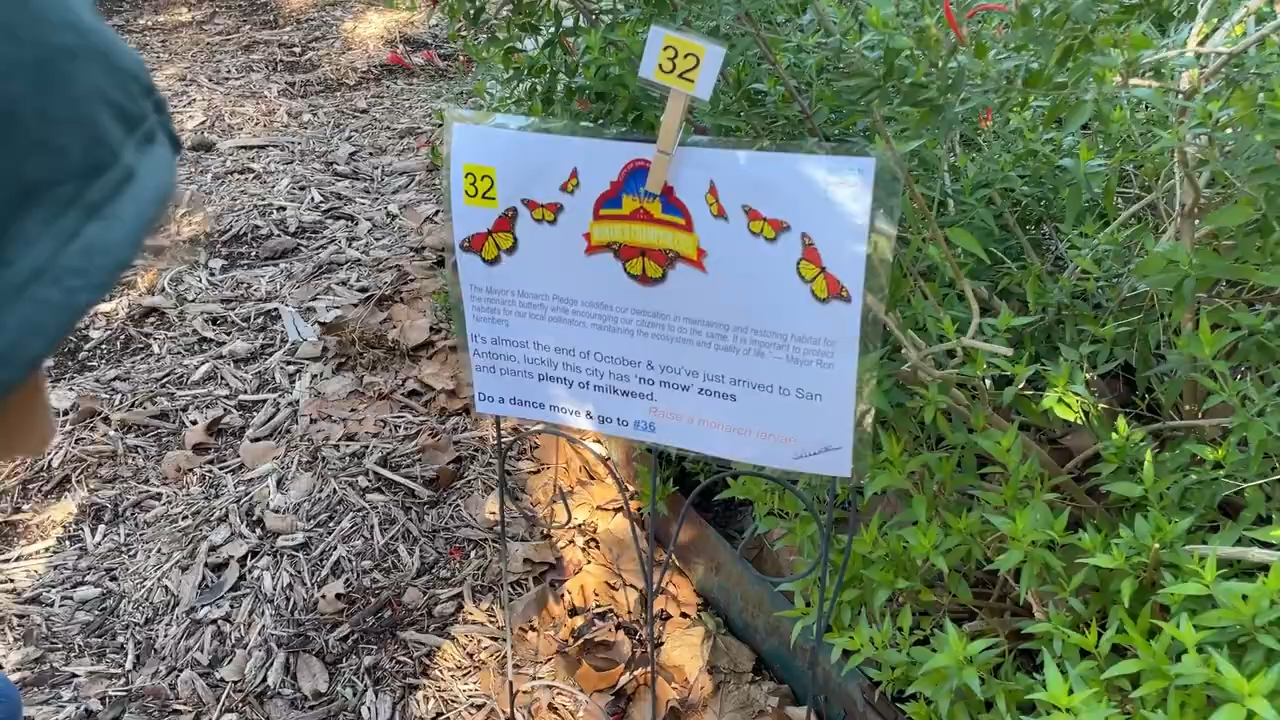 32
32
The Mayor's Monarch Pledge solidifies our dedication in maintaining and restoring habitat for
the monarch butterfly while encouraging our citizens to do the same. It is important to protect
habitats for our local pollinators, maintaining the ecosystem and quality of life." — Mayor Ron
Nirenberg
It's almost the end of October & you've just arrived to San
Antonio, luckily this city has 'no mow' zones
and plants plenty of milkweed.
Do a dance move & go to #36
Raise a monarch larvae